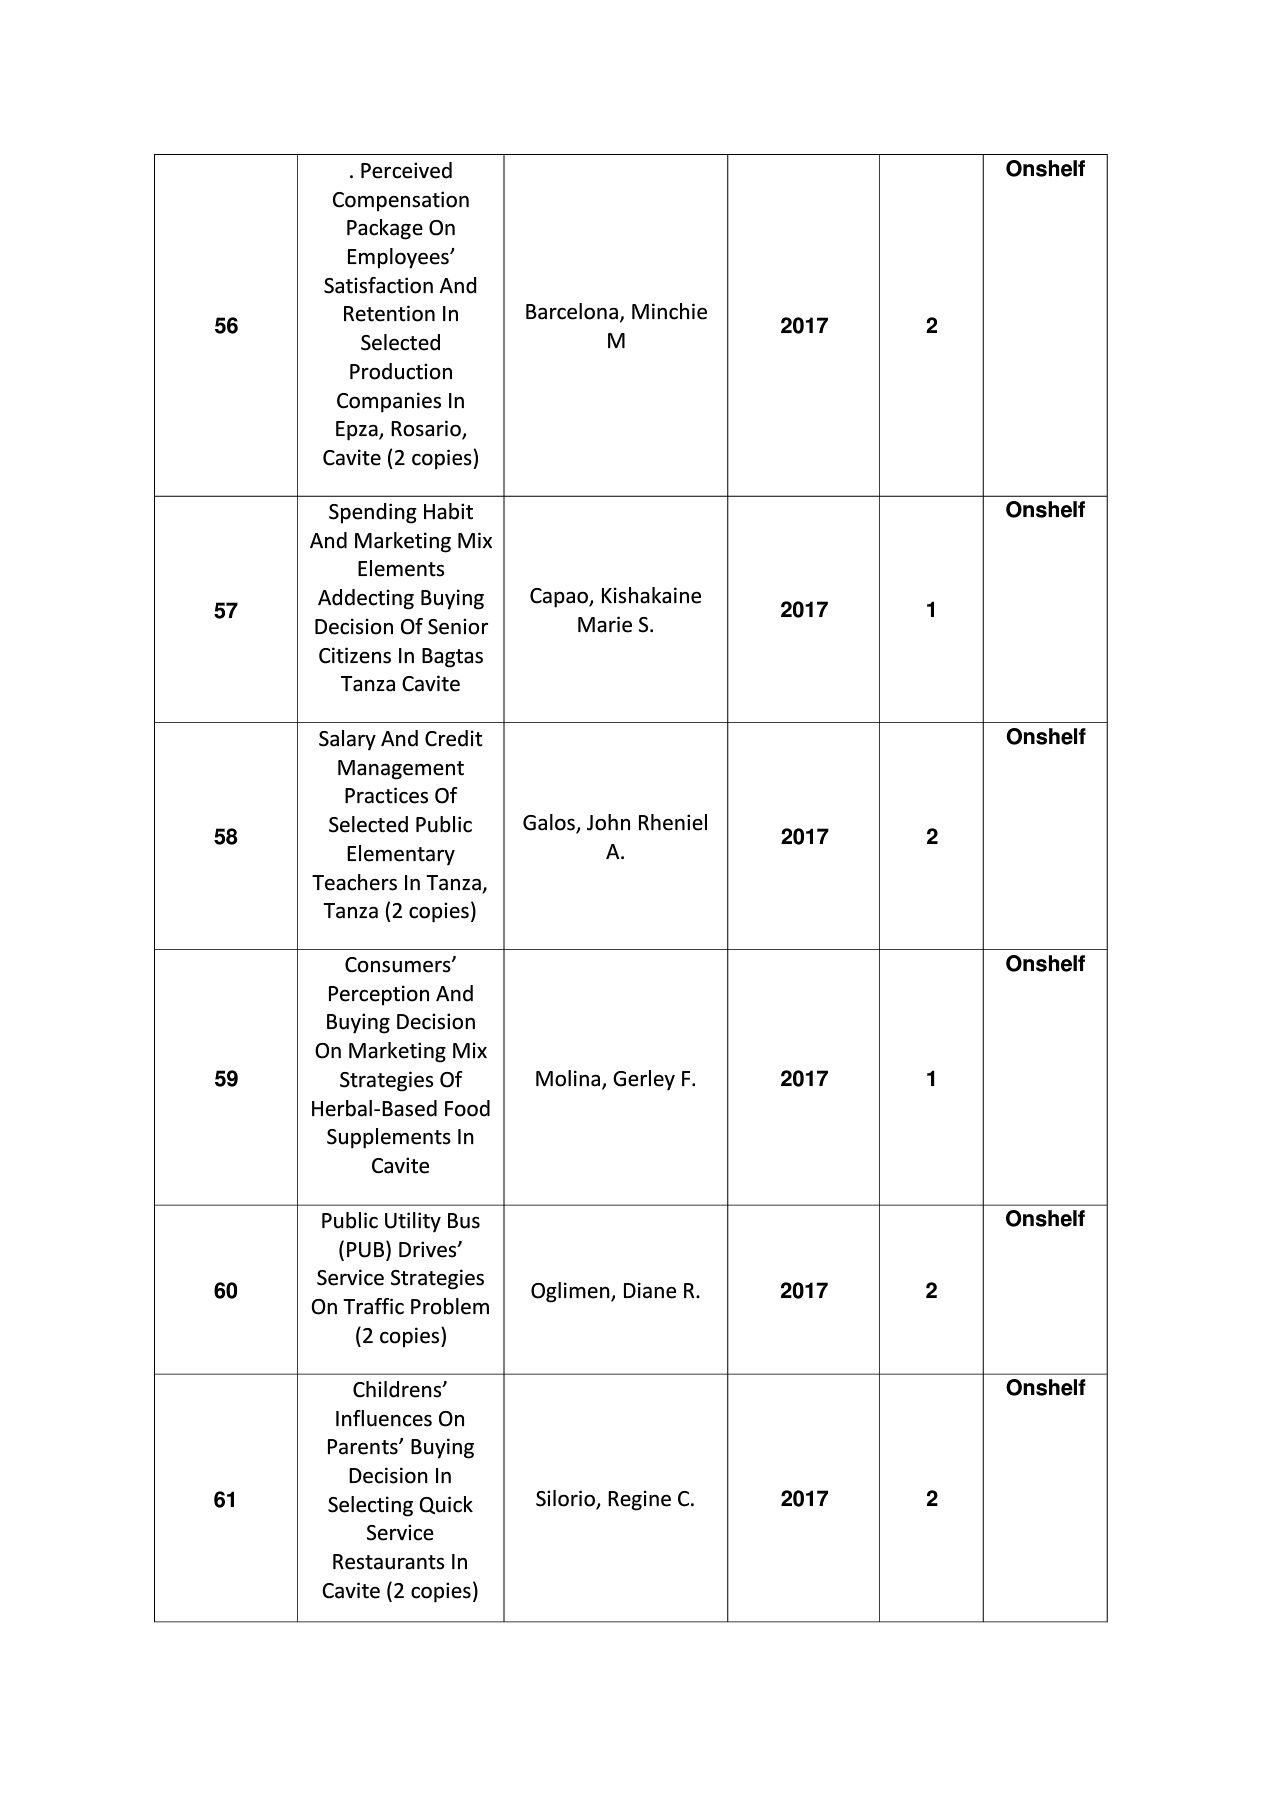 56
. Perceived
Compensation
Package On
Employees’
Satisfaction And
Retention In
Selected
Production
Companies In
Epza, Rosario,
Cavite (2 copies)
Barcelona, Minchie
M
2017
2
Onshelf
57
Spending Habit
And Marketing Mix
Elements
Addecting Buying
Decision Of Senior
Citizens In Bagtas
Tanza Cavite
Capao, Kishakaine
Marie S.
2017
1
Onshelf
58
Salary And Credit
Management
Practices Of
Selected Public
Elementary
Teachers In Tanza,
Tanza (2 copies)
Galos, John Rheniel
A.
2017
2
Onshelf
59
Consumers’
Perception And
Buying Decision
On Marketing Mix
Strategies Of
Herbal-Based Food
Supplements In
Cavite
Molina, Gerley F.
2017
1
Onshelf
60
Public Utility Bus
(PUB) Drives’
Service Strategies
On Traffic Problem
(2 copies)
Oglimen, Diane R.
2017
2
Onshelf
61
Childrens’
Influences On
Parents’ Buying
Decision In
Selecting Quick
Service
Restaurants In
Cavite (2 copies)
Silorio, Regine C.
2017
2
Onshelf